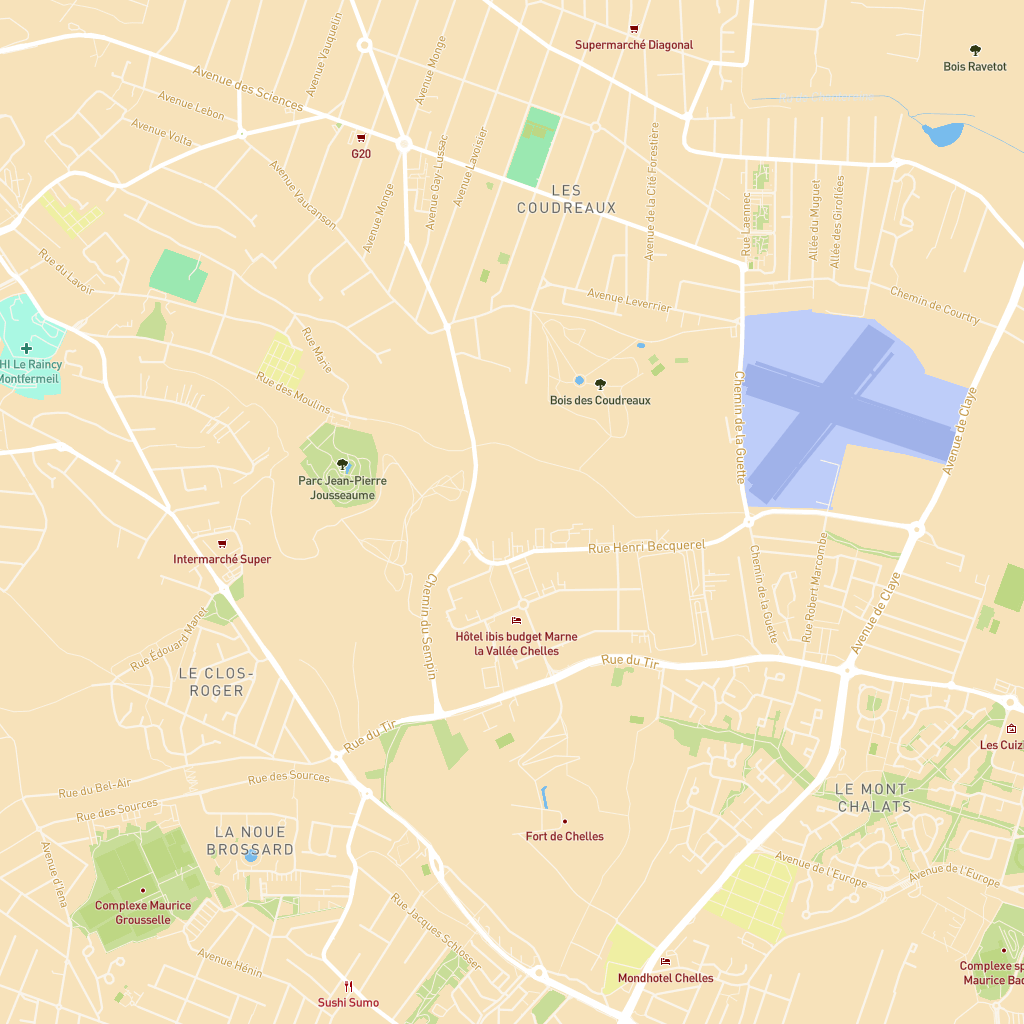 Supermarché Diagonal
Bois Ravetot
Avenue des Sciences
Avenue Vauquelin
Avenue Monge
Avenue Lebon
Avenue Volta
G20
Avenue Gay-Lussac
Avenue Lavoisier
Avenue de la Cité Forestière
LES
COUDREAUX
Avenue Vaucanson
Avenue Monge
Rue Laennec
Allée du Muguet
Allée des Girollées
Rue du Lavoir
Avenue Leverrier
Chemin de Courtry
HI Le Raincy
Montfermeil
Rue Marie
Rue des Moulins
Bois des Coudreaux
Chemin de la Guette
Avenue de Claye
Parc Jean-Pierre
Jousseaume
Intermarché Super
Rue Henri Becquerel
Chemin de la Guette
Rue Robert Marcombe
Avenue de Claye
Chemin du Sempin
Rue Édouard Manet
Hôtel ibis budget Marne
la Vallée Chelles
LE CLOS-
ROGER
Rue du Tir
Rue du Tir
Les Cuizi
Rue du Bel-Air
Rue des Sources
Rue des Sources
LE MONT-
CHALATS
LA NOUE
BROSSARD
Fort de Chelles
Avenue d'Iena
Avenue de l'Europe
Avenue de l'Europe
Complexe Maurice
Grousselle
Rue Jacques Schlosser
Avenue Hénin
Mondhotel Chelles
Complexe sp
Maurice Bac
Sushi Sumo